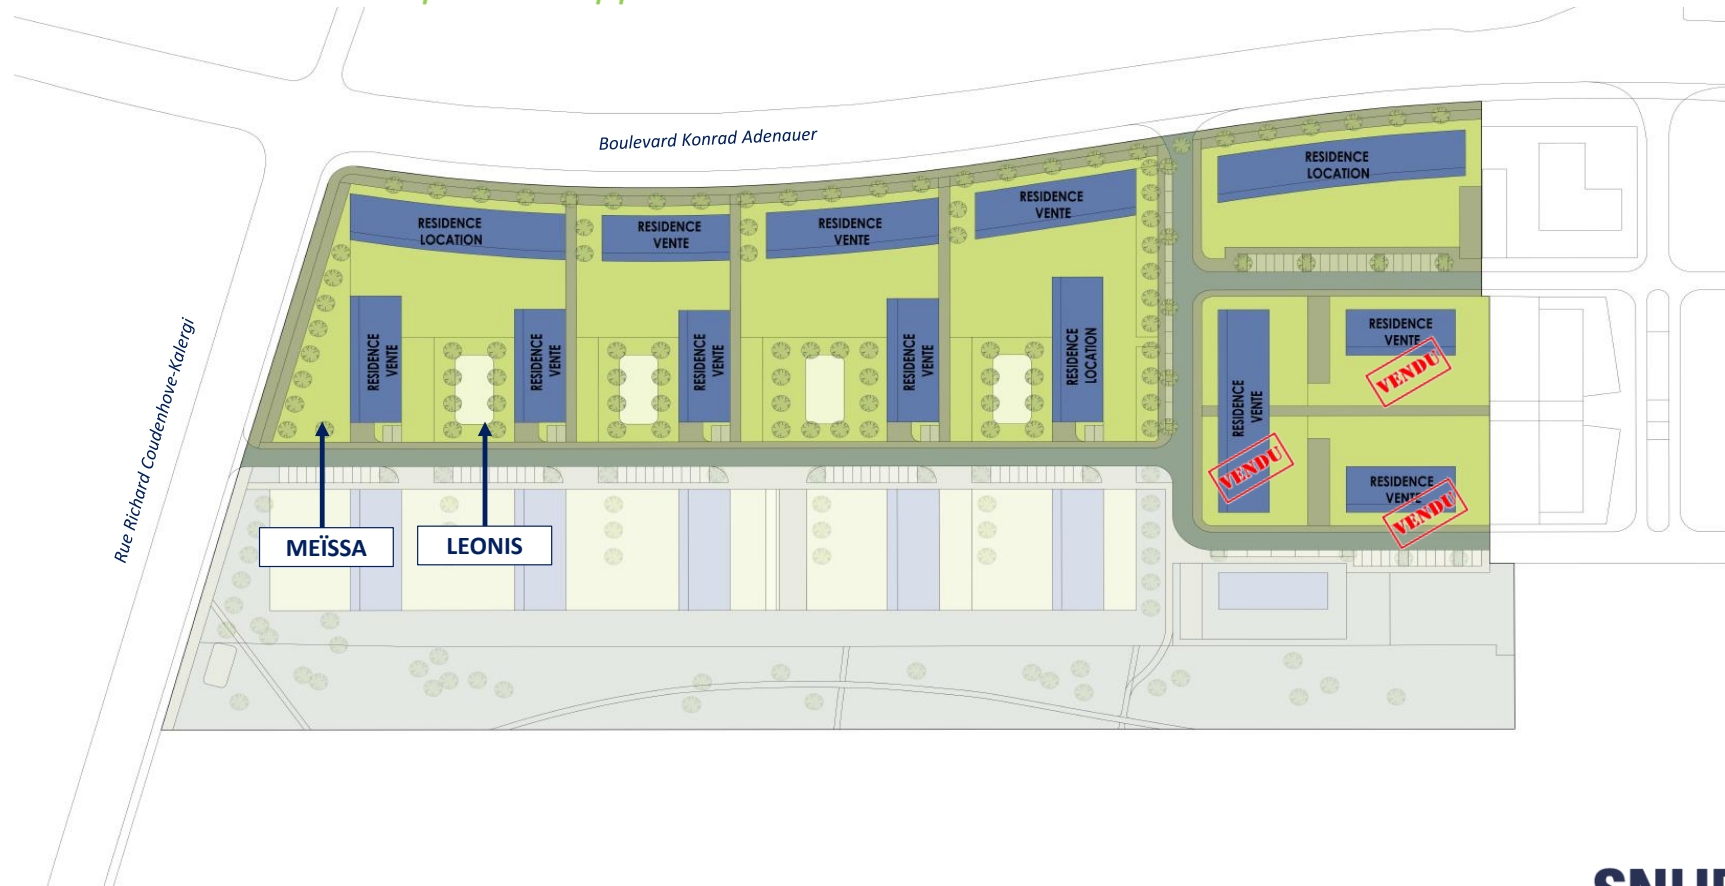 Boulevard Konrad Adenauer
RESIDENCE
LOCATION
RESIDENCE
VENTE
RESIDENCE
VENTE
RESIDENCE
VENTE
RESIDENCE
LOCATION
RESIDENCE
VENTE
RESIDENCE
VENTE
RESIDENCE
VENTE
RESIDENCE
VENTE
RESIDENCE
LOCATION
RESIDENCE
VENTE
VENDU
RESIDENCE
VENTE
VENDU
RESIDENCE
VENTE
VENDU
Rue Richard Coudenhove-Kalergi
MEÏSSA
LEONIS